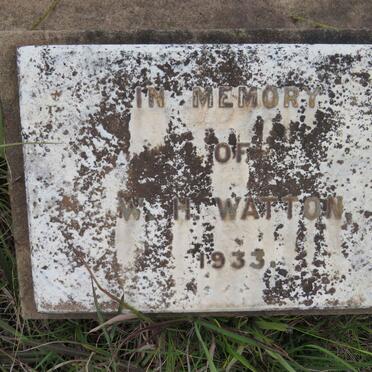 IN MEMORY
OF
W. H. WATTON,
1933.